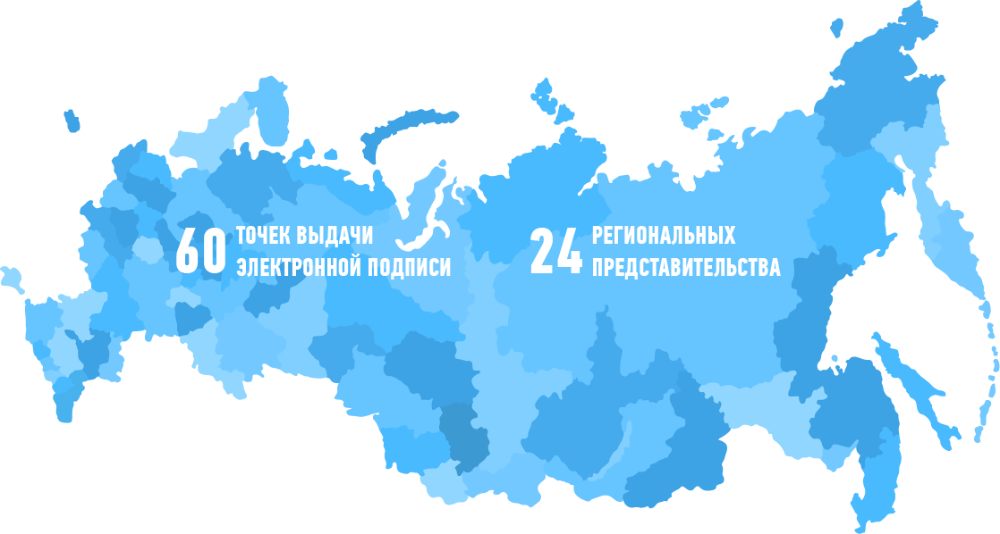 60 ТОЧЕК ВЫДАЧИ
ЭЛЕКТРОННОЙ ПОДПИСИ
24 РЕГИОНАЛЬНЫХ
ПРЕДСТАВИТЕЛЬСТВА